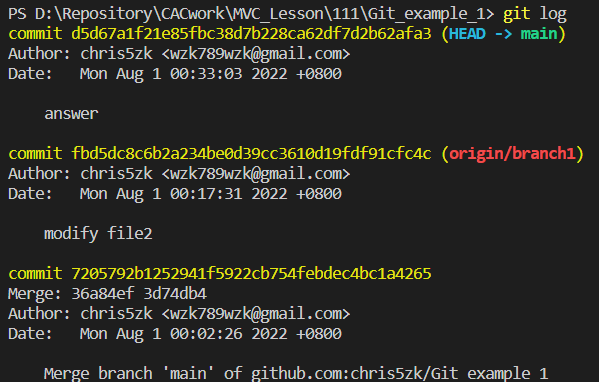 PS D:\Repository\CACwork\MVC_Lesson\111\Git_example_1> git log
commit d5d67a1f21e85fbc38d7b228ca62df7d2b62afa3 (HEAD -> main)
Author: chris5zk <wzk789wzk@gmail.com>
Date:   Mon Aug 1 00:33:03 2022 +0800
    answer
commit fbd5dc8c6b2a234be0d39cc3610d19fdf91cfc4c (origin/branch1)
Author: chris5zk <wzk789wzk@gmail.com>
Date:   Mon Aug 1 00:17:31 2022 +0800
    modify file2
commit 7205792b1252941f5922cb754febdec4bc1a4265
Merge: 36a84ef 3d74db4
Author: chris5zk <wzk789wzk@gmail.com>
Date:   Mon Aug 1 00:02:26 2022 +0800
    Merge branch 'main' of github.com:chris5zk/Git_example_1